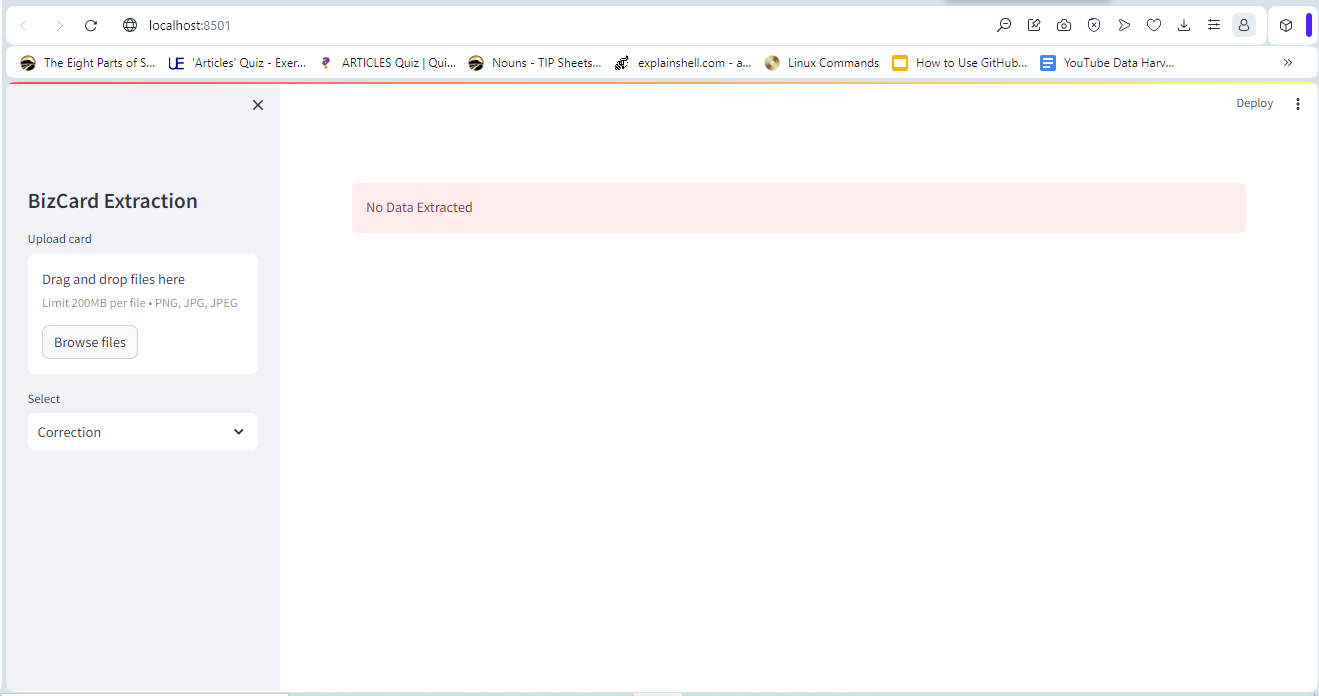 localhost:8501
The Eight Parts of S...
UE 'Articles' Quiz - Exer...
ARTICLES Quiz | Qui...
Nouns - TIP Sheets...
explainshell.com - a...
Linux Commands
How to Use GitHub...
YouTube Data Harv...
Deploy
BizCard Extraction
Upload card
Drag and drop files here
Limit 200MB per file • PNG, JPG, JPEG
Browse files
Select
Correction
No Data Extracted